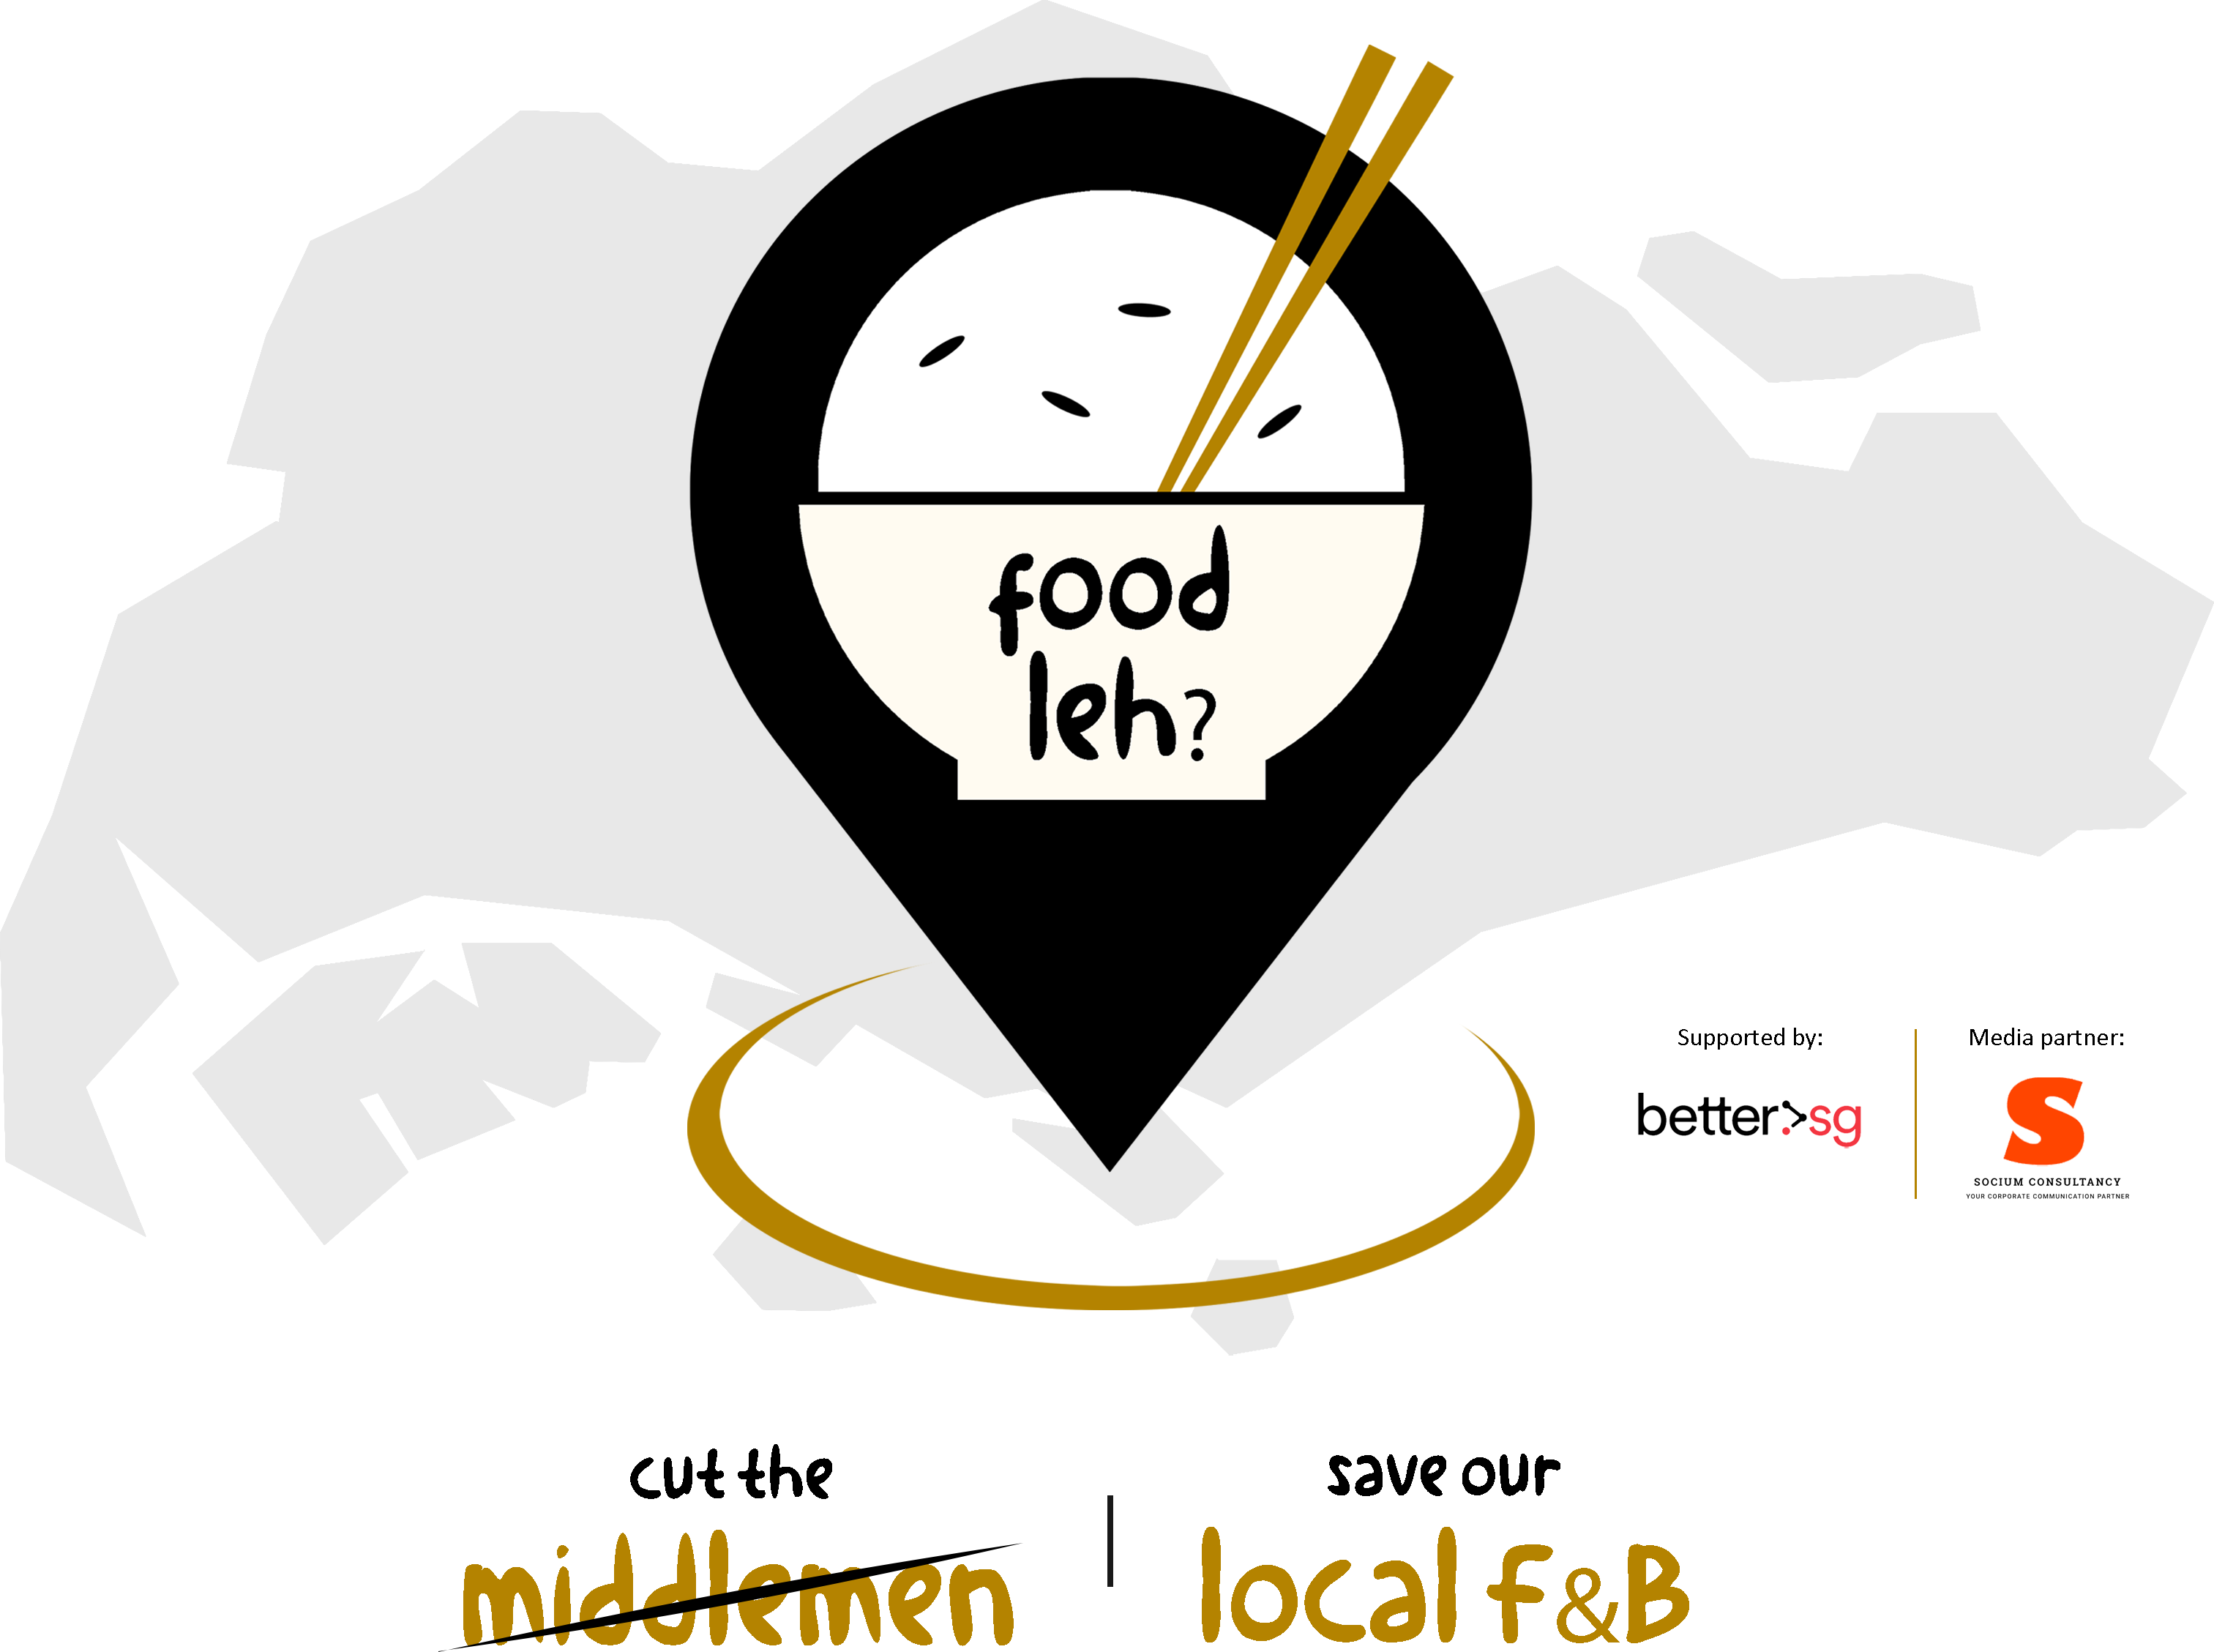 food
leh?
Supported by:
better.sg
Media partner:
S
SOCIUM CONSULTANCY
YOUR CORPORATE COMMUNICATION PARTNER
cut the
middlemen
save our
local f&B